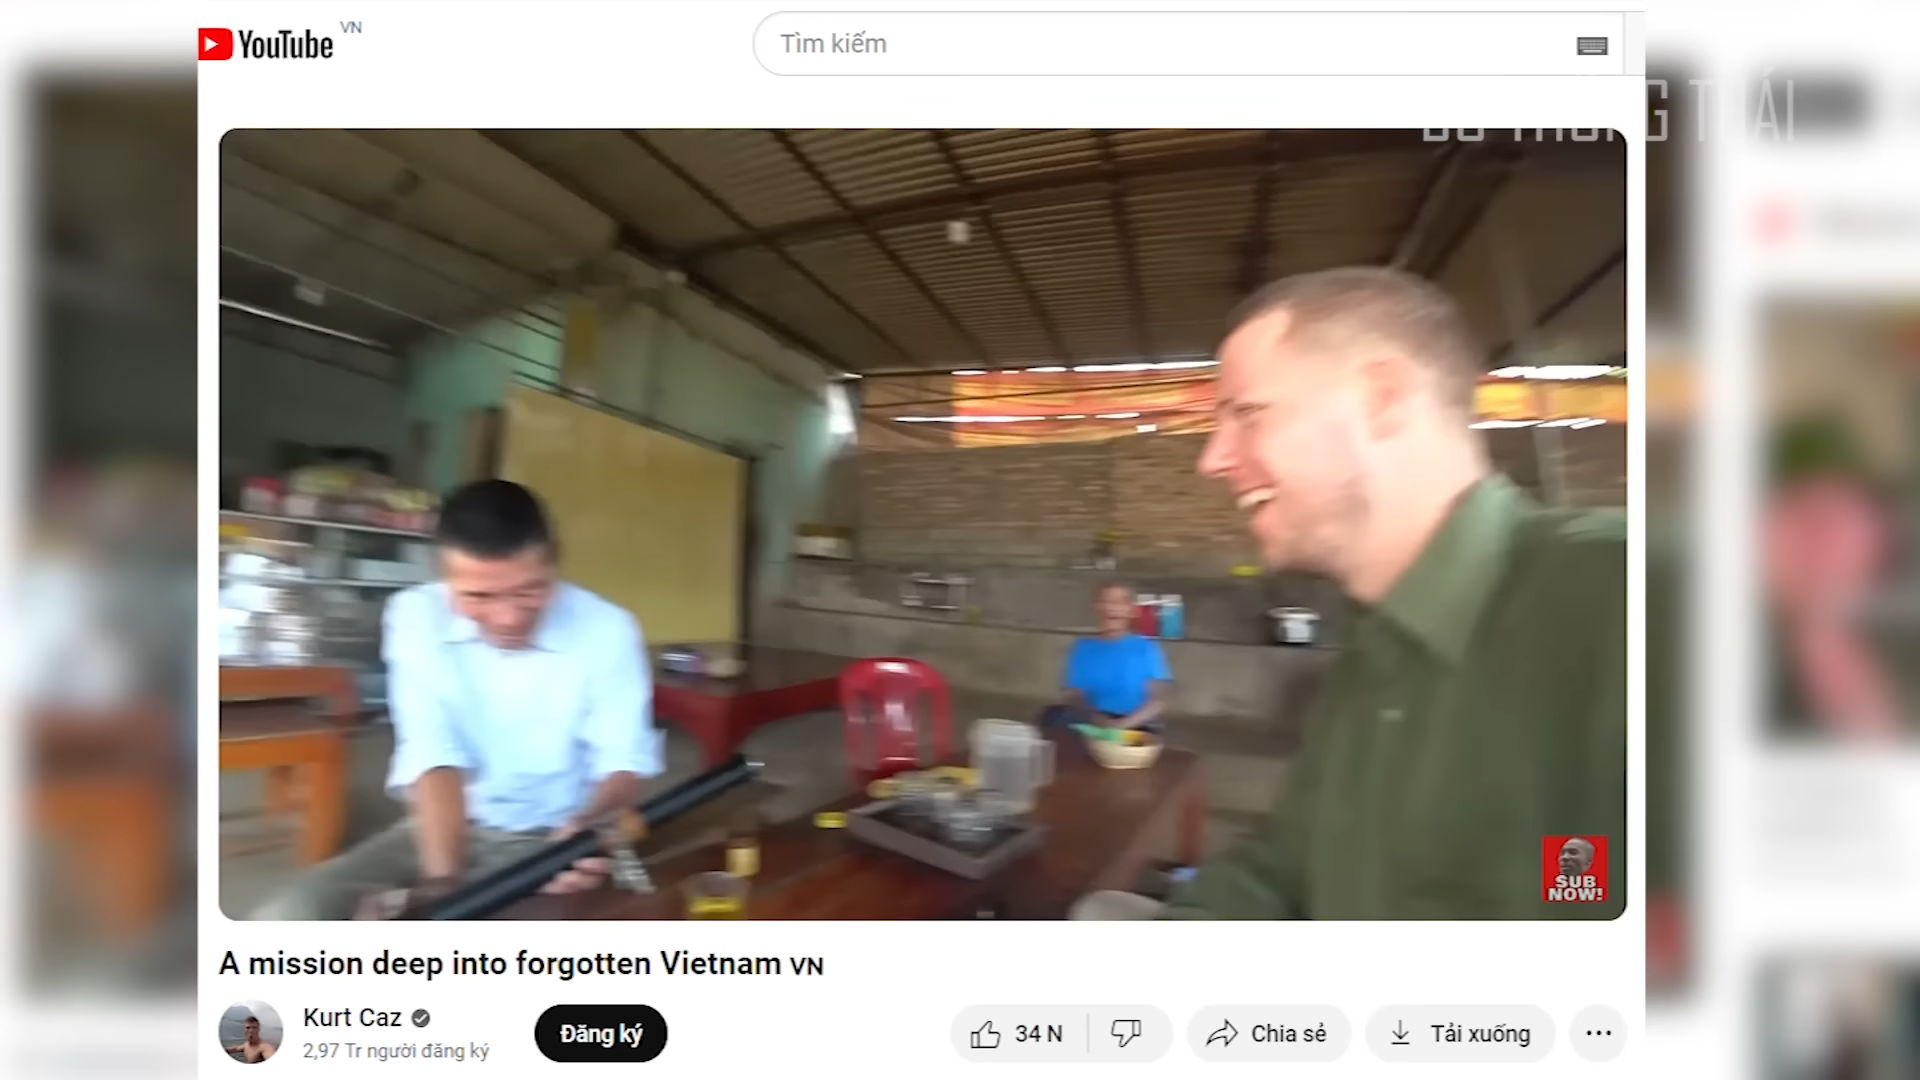 YouTube VN
Tìm kiếm
SUB
NOW!
A mission deep into forgotten Vietnam VN
Kurt Caz
2,97 Tr người đăng ký
Đăng ký
34 N
Chia sẻ
Tải xuống